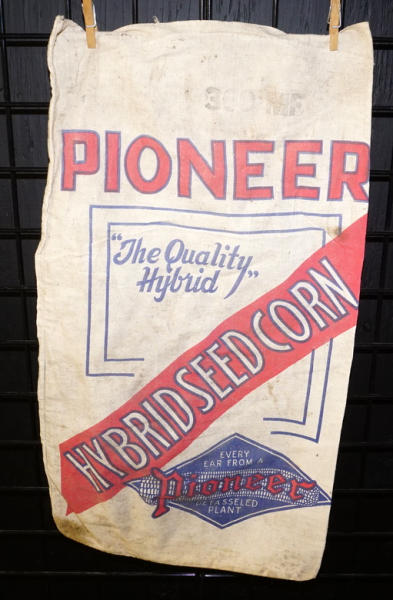 PIONEER
"The Quality
Hybrid"
HYBRID SEED CORN
EVERY
EAR FROM A
Pioneer
DETASSELED
PLANT